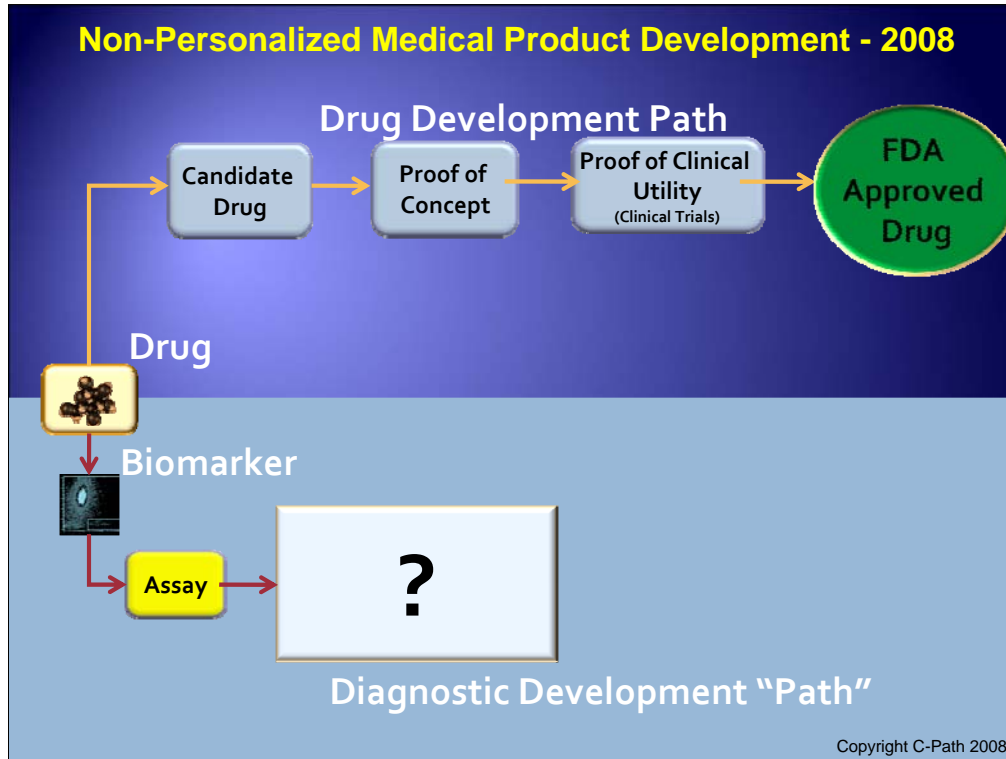 Non-Personalized Medical Product Development - 2008
Drug Development Path
Candidate
Drug
Proof of
Concept
Proof of Clinical
Utility
(Clinical Trials)
FDA
Approved
Drug
Drug
Biomarker
Assay
?
Diagnostic Development “Path”
Copyright C-Path 2008